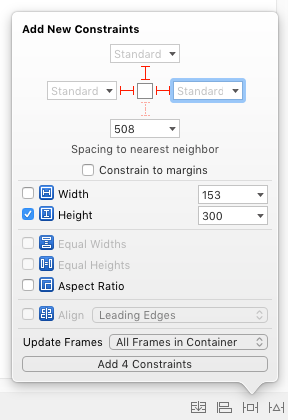 Add New Constraints
Standard
Standard
Standard
508
Spacing to nearest neighbor
Constrain to margins
Width 153
Height 300
Equal Widths
Equal Heights
Aspect Ratio
Align Leading Edges
Update Frames All Frames in Container
Add 4 Constraints